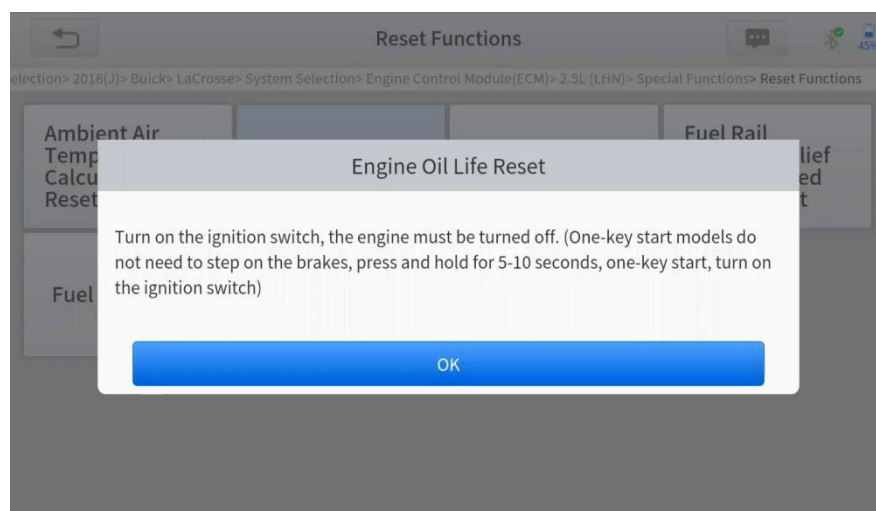 Reset Functions
45%
election> 2018(J)> Buick> LaCrosse> System Selection> Engine Control Module(ECM)> 2.5L (LHN)> Special Functions> Reset Functions
Ambient Air
Temp
Calcu
Reset
Fuel Rail
lief
ed
t
Engine Oil Life Reset
Turn on the ignition switch, the engine must be turned off. (One-key start models do
not need to step on the brakes, press and hold for 5-10 seconds, one-key start, turn on
the ignition switch)
Fuel
OK